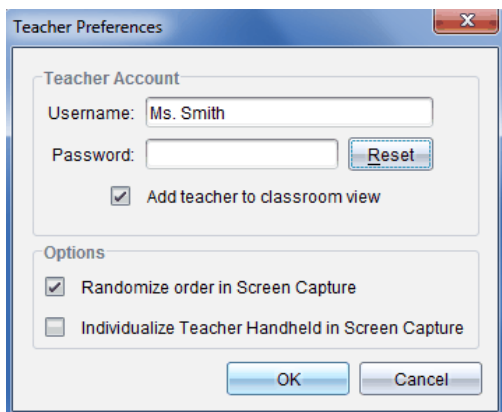 Teacher Preferences
Teacher Account
Username: Ms. Smith
Password: Reset
Add teacher to classroom view
Options
Randomize order in Screen Capture
Individualize Teacher Handheld in Screen Capture
OK Cancel